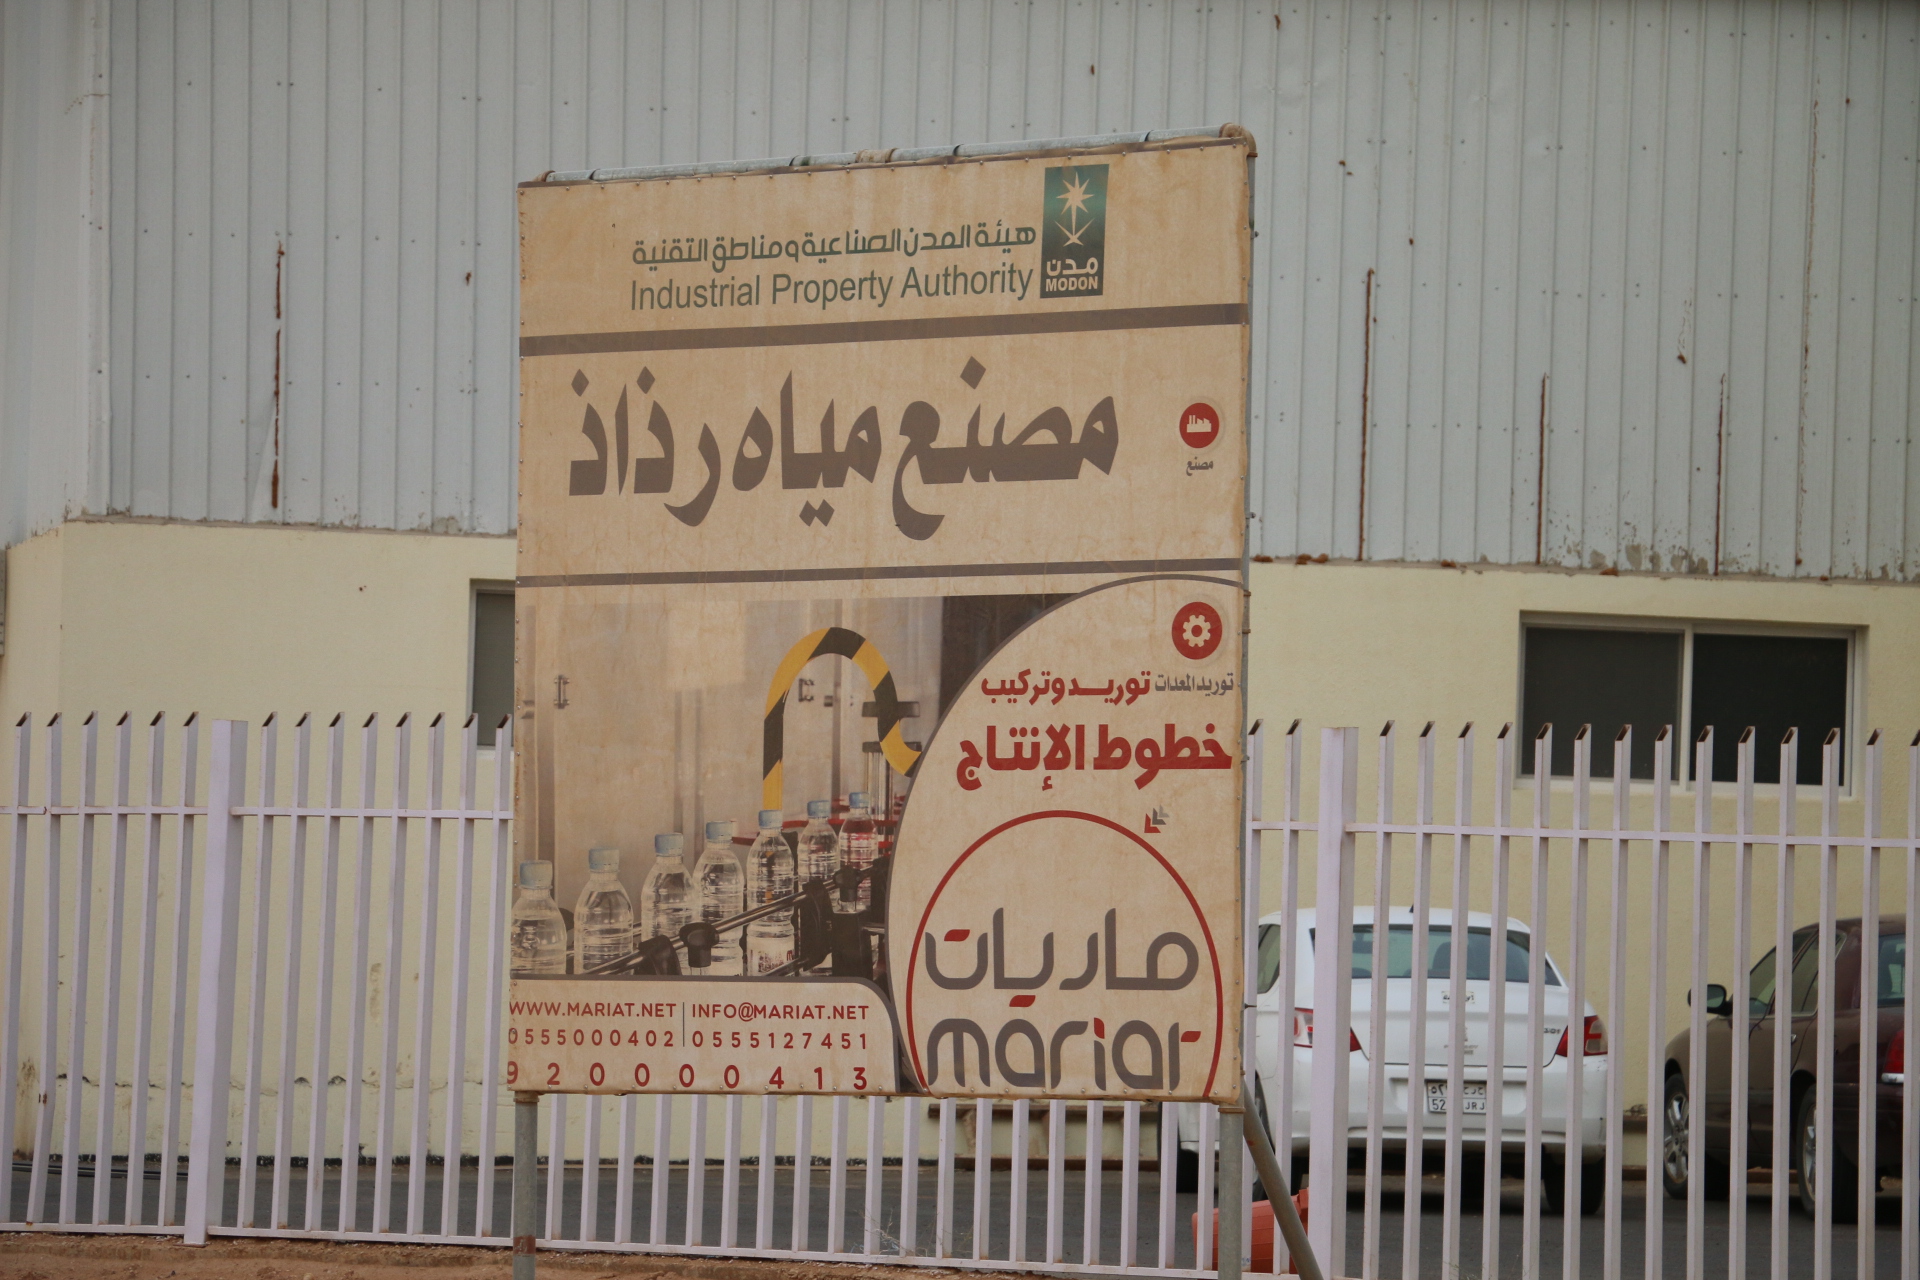 هيئة المدن الصناعية ومناطق التقنية
Industrial Property Authority
مدن
MODON
مصنع مياه رذاذ
مصنع
توريد المعدات توريد وتركيب
خطوط الإنتاج
ماريات
mariat
WWW.MARIAT.NET | INFO@MARIAT.NET
0555000402 | 0555127451
920000413